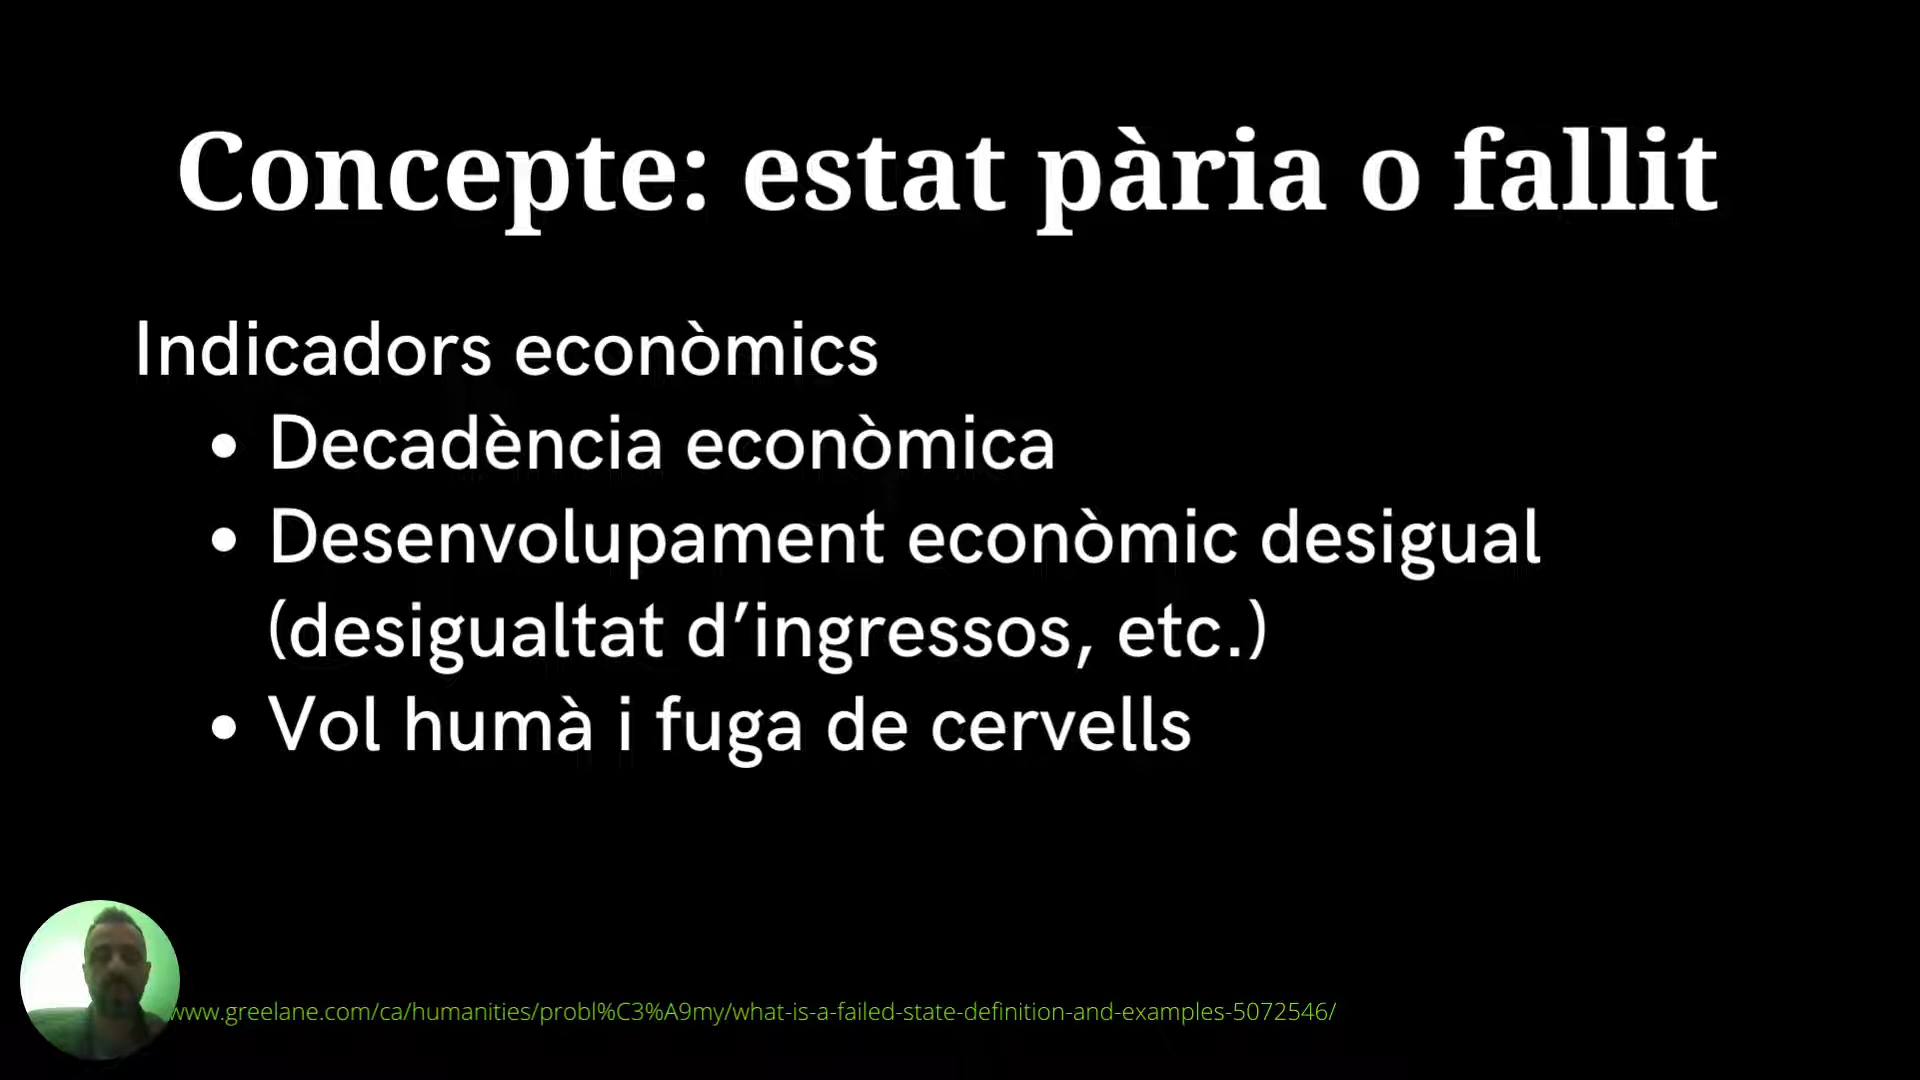 Concepte: estat pària o fallit
Indicadors econòmics
• Decadència econòmica
• Desenvolupament econòmic desigual
(desigualtat d’ingressos, etc.)
• Vol humà i fuga de cervells
www.greelane.com/ca/humanities/probl%C3%A9my/what-is-a-failed-state-definition-and-examples-5072546/